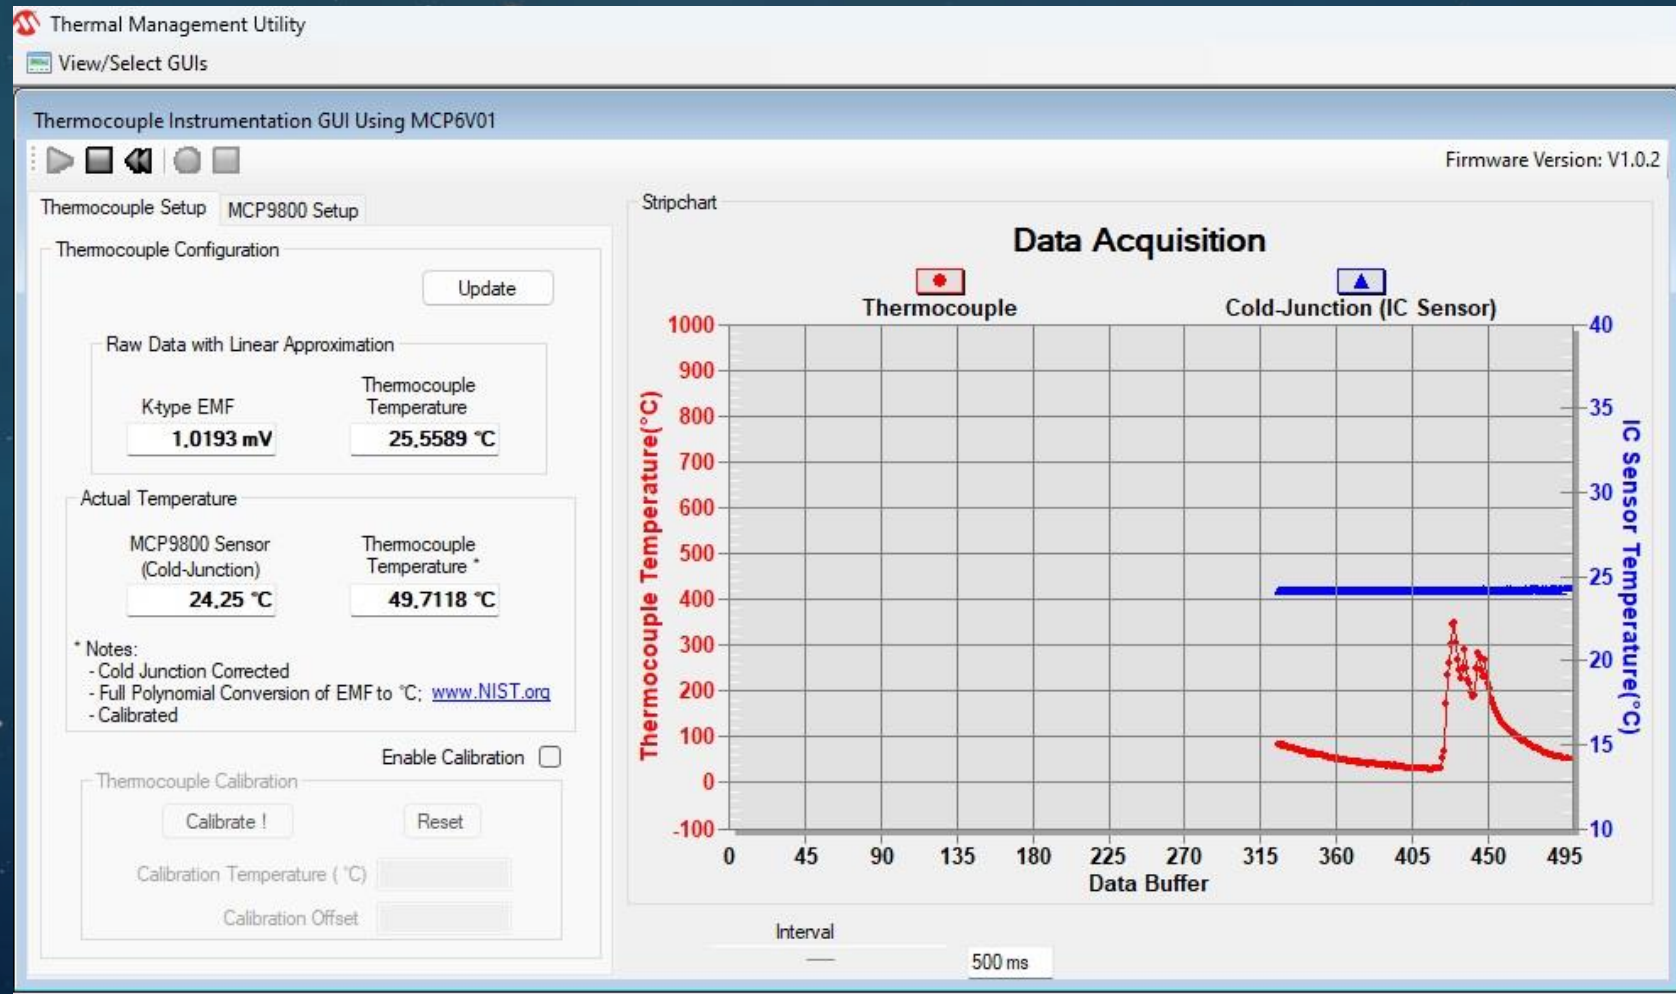 Thermal Management Utility
View/Select GUIs
Thermocouple Instrumentation GUI Using MCP6V01
Firmware Version: V1.0.2
Thermocouple Setup
MCP9800 Setup
Thermocouple Configuration
Update
Raw Data with Linear Approximation
K-type EMF
Thermocouple
Temperature
1,0193 mV
25,5589 °C
Actual Temperature
MCP9800 Sensor
(Cold-Junction)
Thermocouple
Temperature *
24,25 °C
49,7118 °C
* Notes:
- Cold Junction Corrected
- Full Polynomial Conversion of EMF to °C; www.NIST.org
- Calibrated
Enable Calibration
Thermocouple Calibration
Calibrate !
Reset
Calibration Temperature ( °C)
Calibration Offset
Stripchart
Data Acquisition
Thermocouple
Cold-Junction (IC Sensor)
Thermocouple Temperature(°C)
1000
900
800
700
600
500
400
300
200
100
0
-100
40
35
30
25
20
15
10
IC Sensor Temperature(°C)
0 45 90 135 180 225 270 315 360 405 450 495
Data Buffer
Interval
500 ms